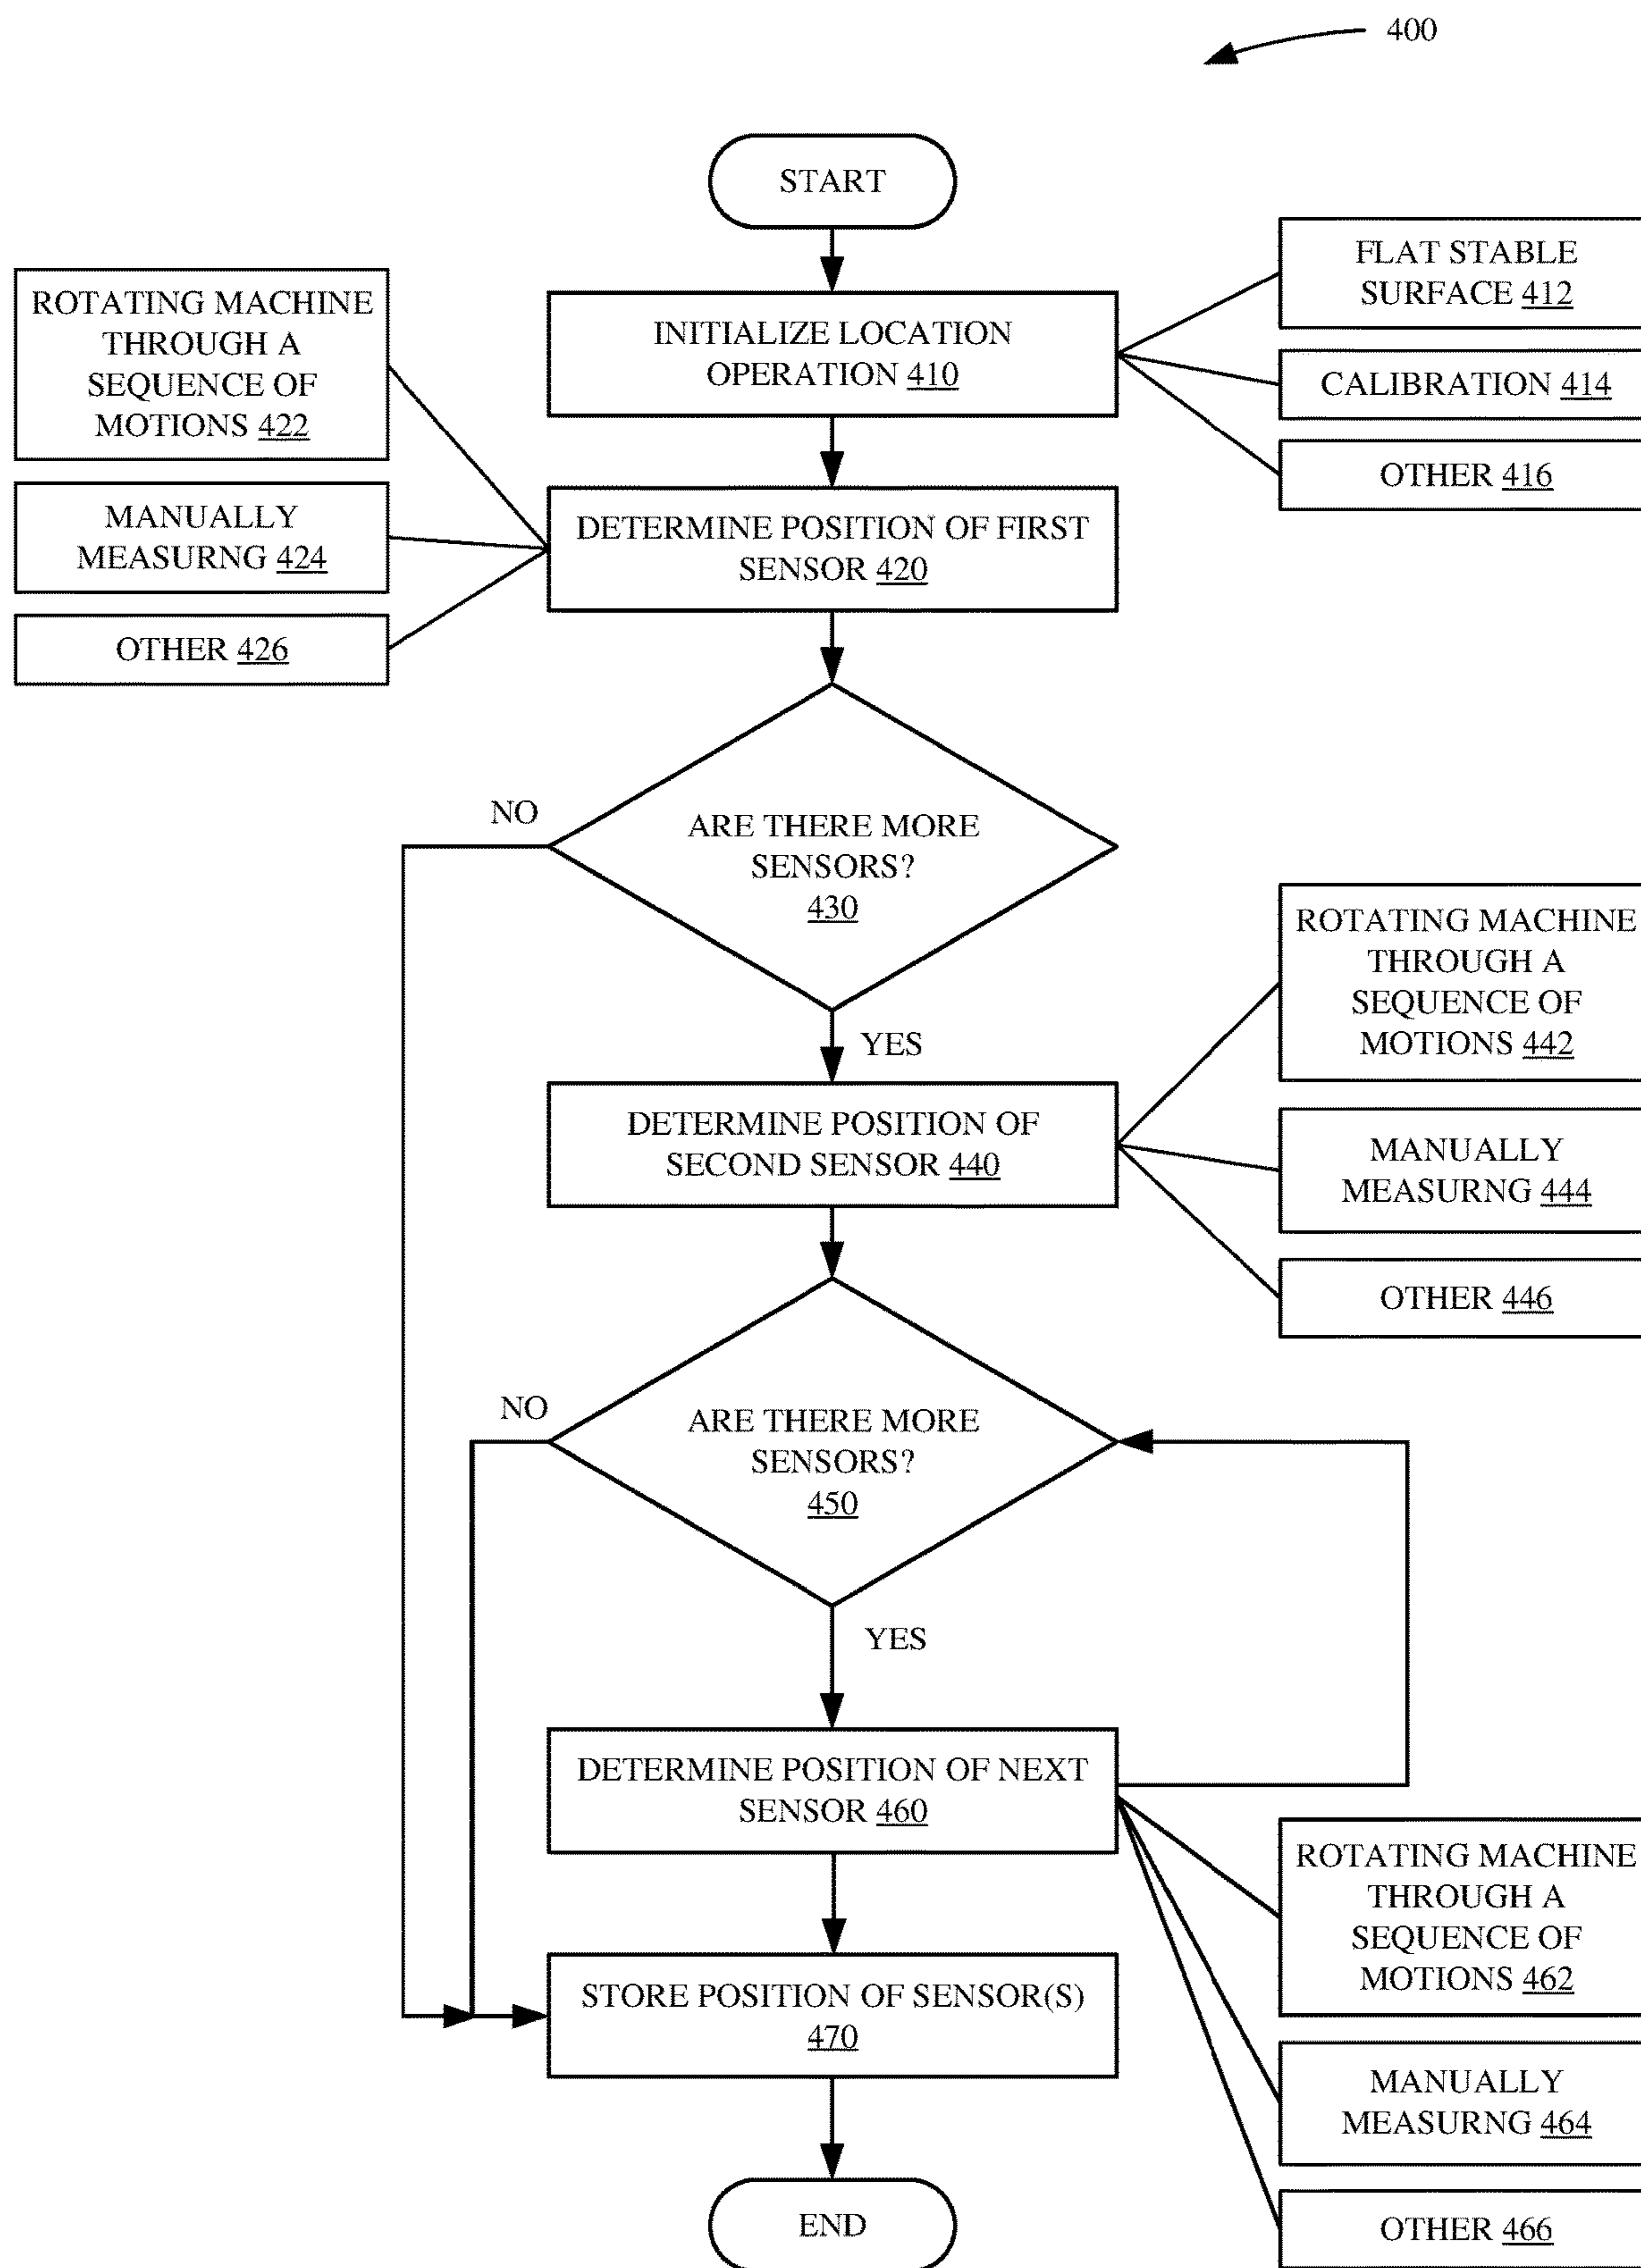 400
START
INITIALIZE LOCATION
OPERATION 410
FLAT STABLE
SURFACE 412
CALIBRATION 414
OTHER 416
ROTATING MACHINE
THROUGH A
SEQUENCE OF
MOTIONS 422
MANUALLY
MEASURNG 424
OTHER 426
DETERMINE POSITION OF FIRST
SENSOR 420
NO
ARE THERE MORE
SENSORS?
430
YES
DETERMINE POSITION OF
SECOND SENSOR 440
ROTATING MACHINE
THROUGH A
SEQUENCE OF
MOTIONS 442
MANUALLY
MEASURNG 444
OTHER 446
NO
ARE THERE MORE
SENSORS?
450
YES
DETERMINE POSITION OF NEXT
SENSOR 460
ROTATING MACHINE
THROUGH A
SEQUENCE OF
MOTIONS 462
MANUALLY
MEASURNG 464
OTHER 466
STORE POSITION OF SENSOR(S)
470
END